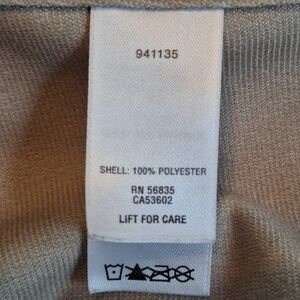 941135
SHELL: 100% POLYESTER
RN 56835
CA53602
LIFT FOR CARE